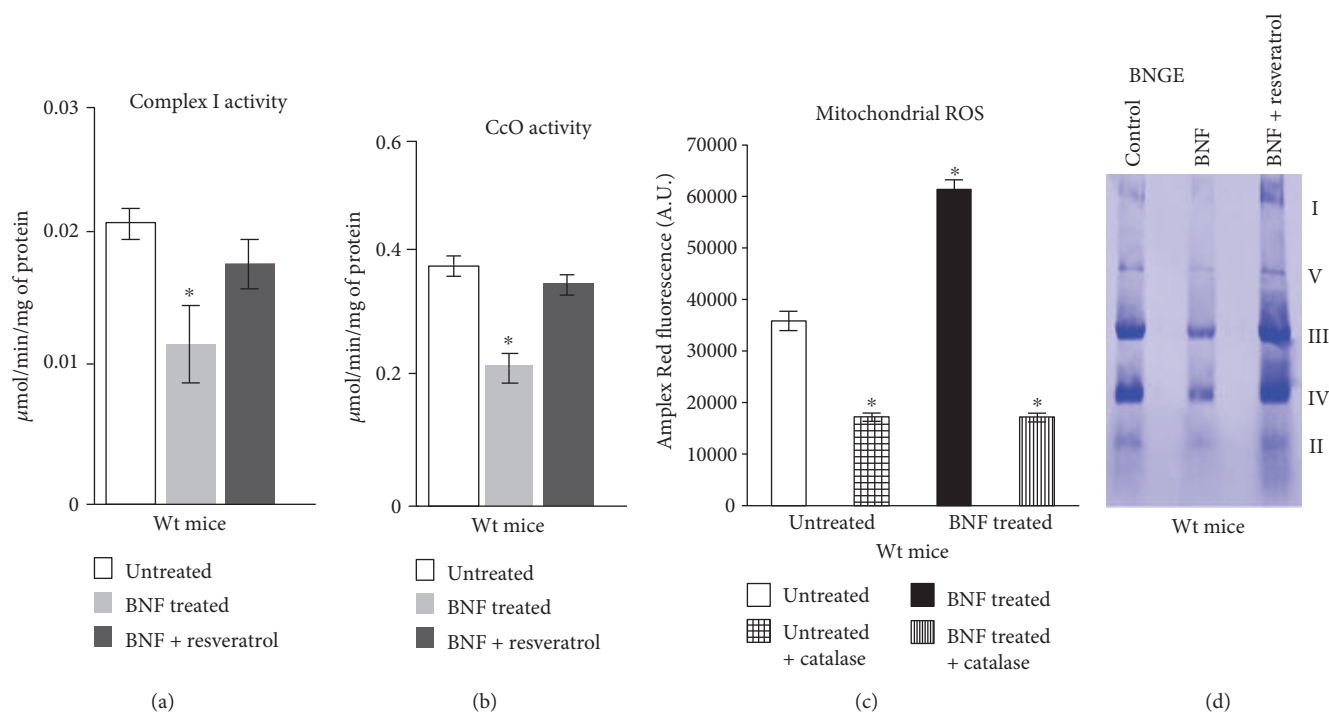 Complex I activity
0.03
0.02
0.01
0
μmol/min/mg of protein
*
Wt mice
Untreated
BNF treated
BNF + resveratrol
(a)
CcO activity
0.6
0.4
0.2
0
μmol/min/mg of protein
*
Wt mice
Untreated
BNF treated
BNF + resveratrol
(b)
Mitochondrial ROS
70000
60000
50000
40000
30000
20000
10000
0
Amplex Red fluorescence (A.U.)
*
*
*
Untreated
BNF treated
Wt mice
Untreated
BNF treated
Untreated
+ catalase
BNF treated
+ catalase
(c)
BNGE
Control
BNF
BNF + resveratrol
I
V
III
IV
II
Wt mice
(d)